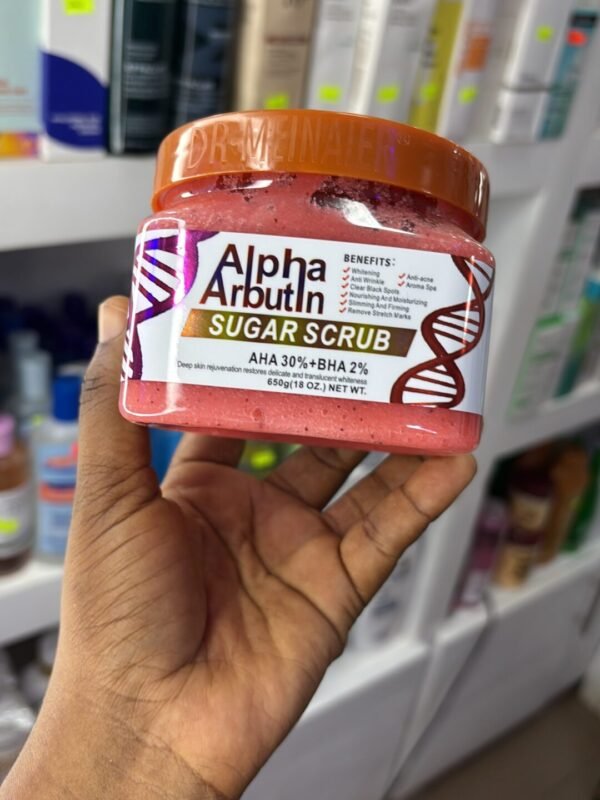 DR·MEINAIER
Alpha
ArbutIn
SUGAR SCRUB
AHA 30%+BHA 2%
Deep skin rejuvenation restores delicate and translucent whiteness
650g(18 OZ.) NET WT.
BENEFITS:
Whitening
Anti Wrinkle
Clear Black Spots
Nourishing And Moisturizing
Slimming And Firming
Remove Stretch Marks
Anti-acne
Aroma Spa